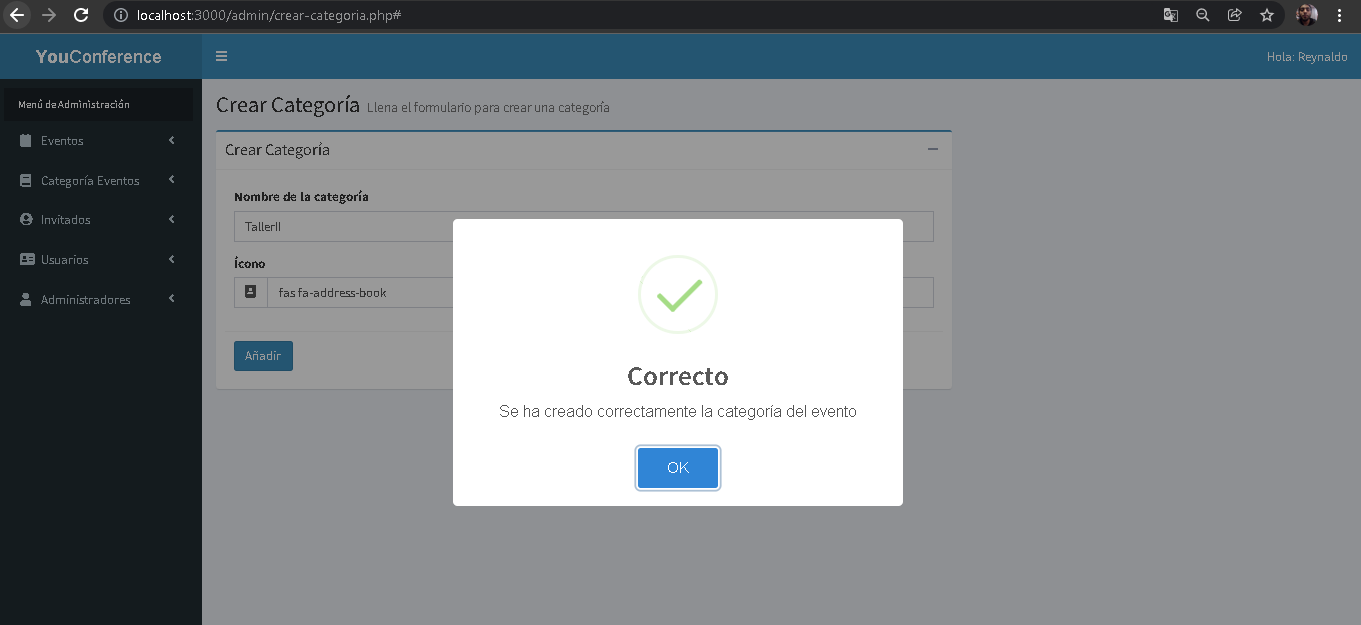 localhost:3000/admin/crear-categoria.php#
YouConference
Hola: Reynaldo
Menú de Administración
Eventos
Categoría Eventos
Invitados
Usuarios
Administradores
Crear Categoría Llena el formulario para crear una categoría
Crear Categoría
Nombre de la categoría
TallerII
Ícono
fas fa-address-book
Añadir
Correcto
Se ha creado correctamente la categoría del evento
OK